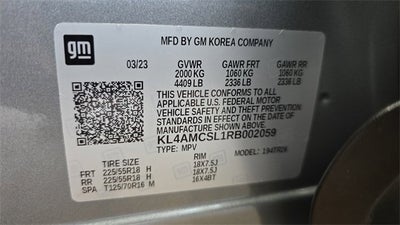 gm
MFD BY GM KOREA COMPANY
03/23 GVWR GAWR FRT GAWR RR
2000 KG 1060 KG 1060 KG
4409 LB 2336 LB 2336 LB
THIS VEHICLE CONFORMS TO ALL
APPLICABLE U.S. FEDERAL MOTOR
VEHICLE SAFETY AND THEFT PREVENTION
STANDARDS IN EFFECT ON THE DATE OF
MANUFACTURE SHOWN ABOVE.
KL4AMCSL1RB002059
TYPE: MPV MODEL: 194TR26
TIRE SIZE RIM
FRT 225/55R18 H 18X7.5J
RR 225/55R18 H 18X7.5J
SPA T125/70R16 M 16X4BT